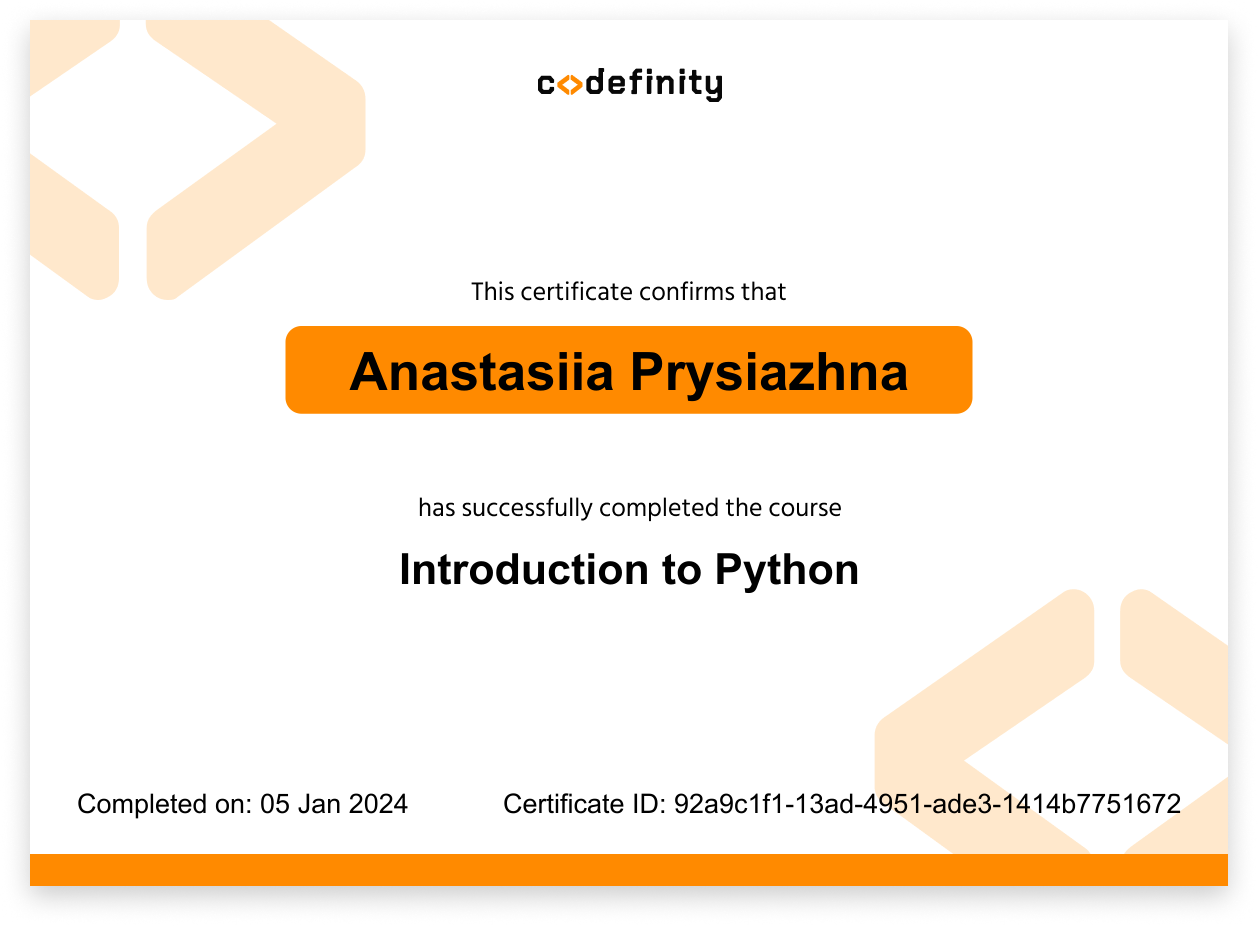 codefinity
This certificate confirms that
Anastasiia Prysiazhna
has successfully completed the course
Introduction to Python
Completed on: 05 Jan 2024 Certificate ID: 92a9c1f1-13ad-4951-ade3-1414b7751672